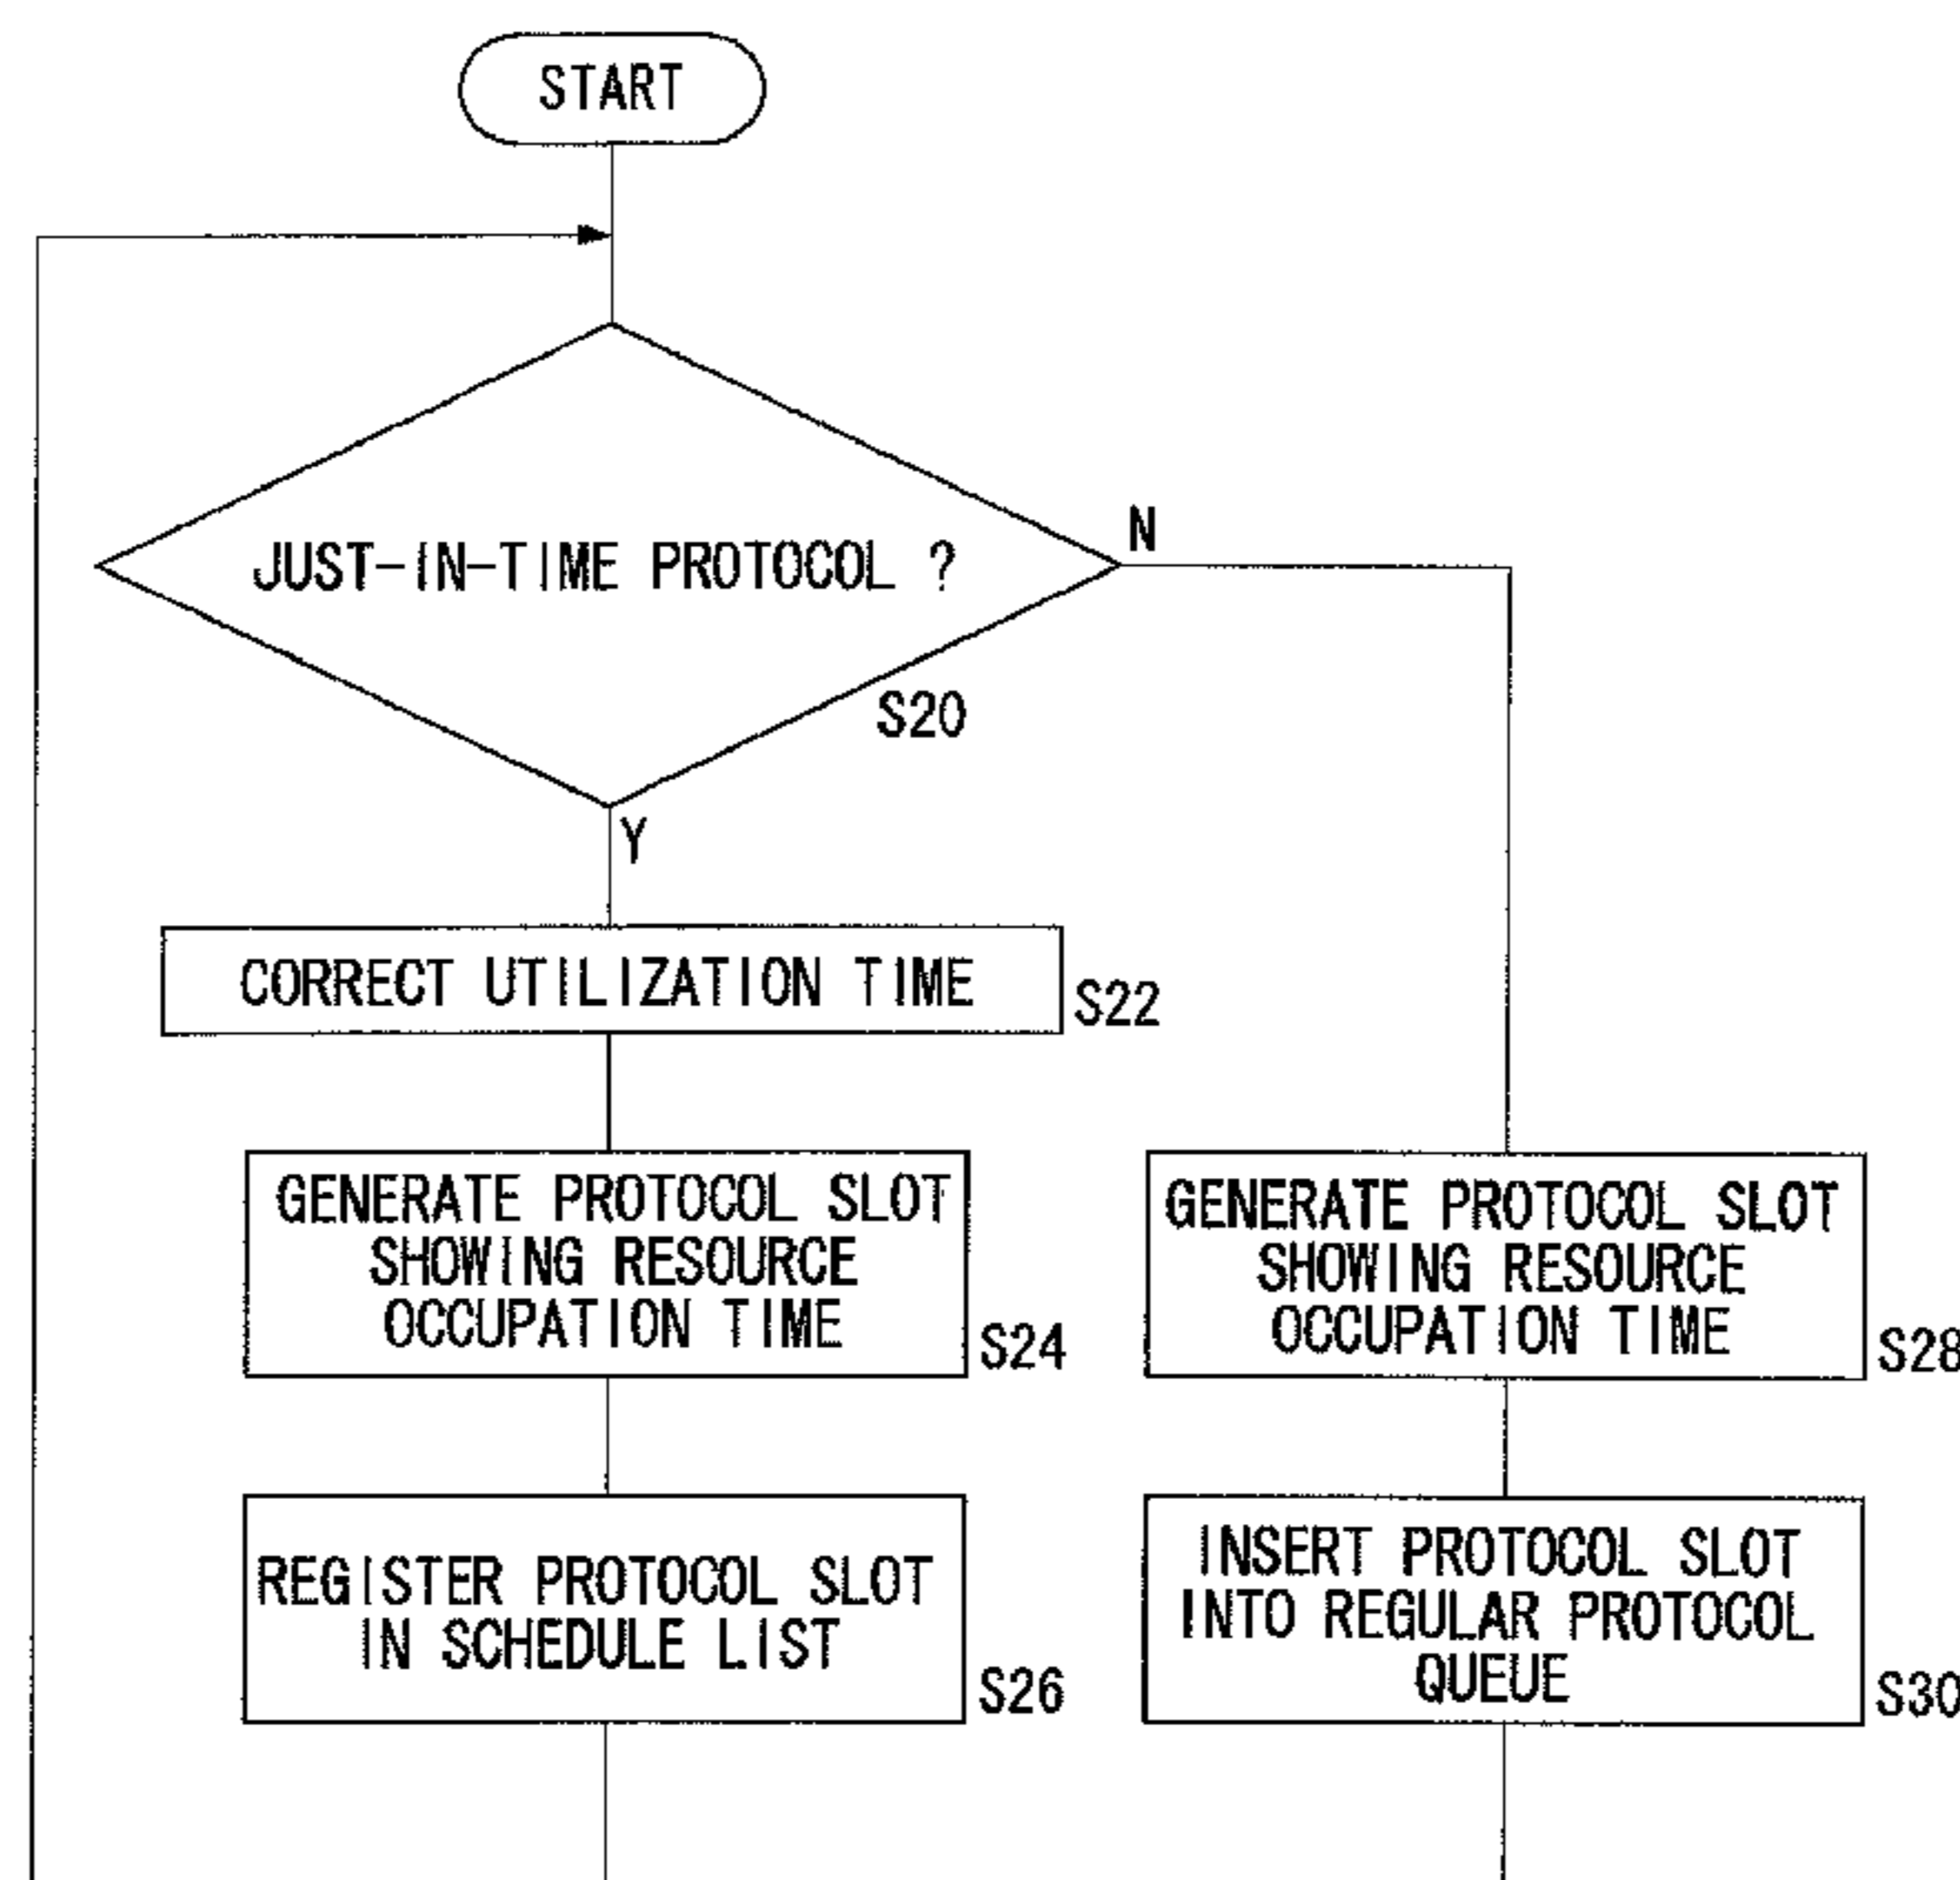 START
JUST-IN-TIME PROTOCOL ?
N
S20
Y
CORRECT UTILIZATION TIME
S22
GENERATE PROTOCOL SLOT
SHOWING RESOURCE
OCCUPATION TIME
S24
GENERATE PROTOCOL SLOT
SHOWING RESOURCE
OCCUPATION TIME
S28
REGISTER PROTOCOL SLOT
IN SCHEDULE LIST
S26
INSERT PROTOCOL SLOT
INTO REGULAR PROTOCOL
QUEUE
S30